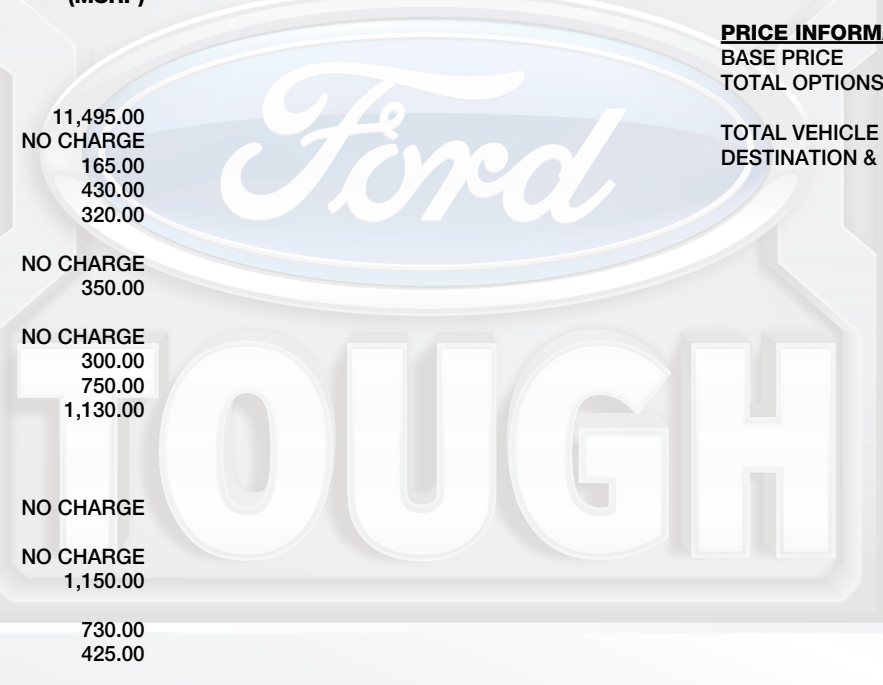 (MSRP)
11,495.00
NO CHARGE
165.00
430.00
320.00
NO CHARGE
350.00
NO CHARGE
300.00
750.00
1,130.00
NO CHARGE
NO CHARGE
1,150.00
730.00
425.00
PRICE INFORMA
BASE PRICE
TOTAL OPTIONS
TOTAL VEHICLE
DESTINATION &
Ford
TOUGH